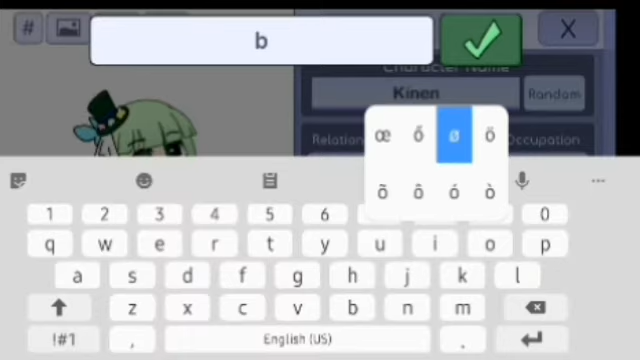 #
b
X
Character Name
Kinen
Random
Relation
Occupation
œ ő ø ö
õ ô ó ò
1 2 3 4 5 6 0
q w e r t y u i o p
a s d f g h j k l
z x c v b n m
!#1 , English (US) .